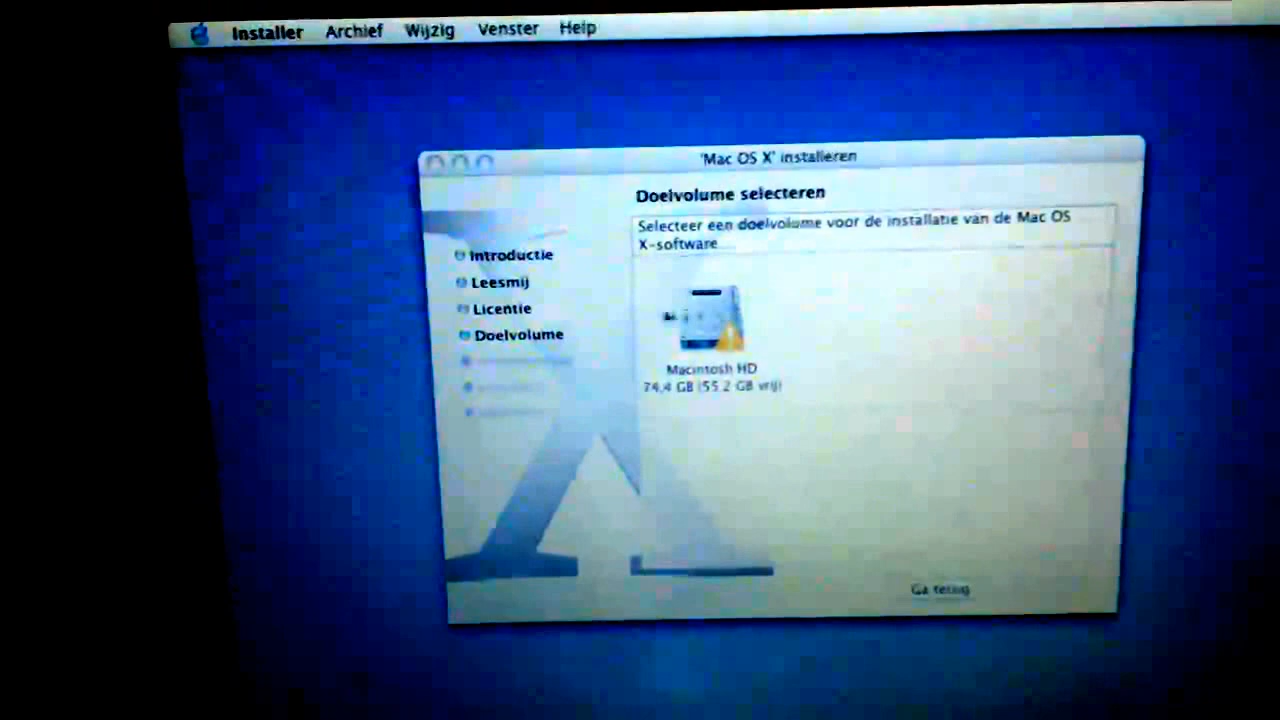 Installer Archief Wijzig Venster Help
'Mac OS X' installeren
Doelvolume selecteren
Selecteer een doelvolume voor de installatie van de Mac OS
X-software.
Introductie
Leesmij
Licentie
Doelvolume
Macintosh HD
74.4 GB (55.2 GB vrij)
Ga terug